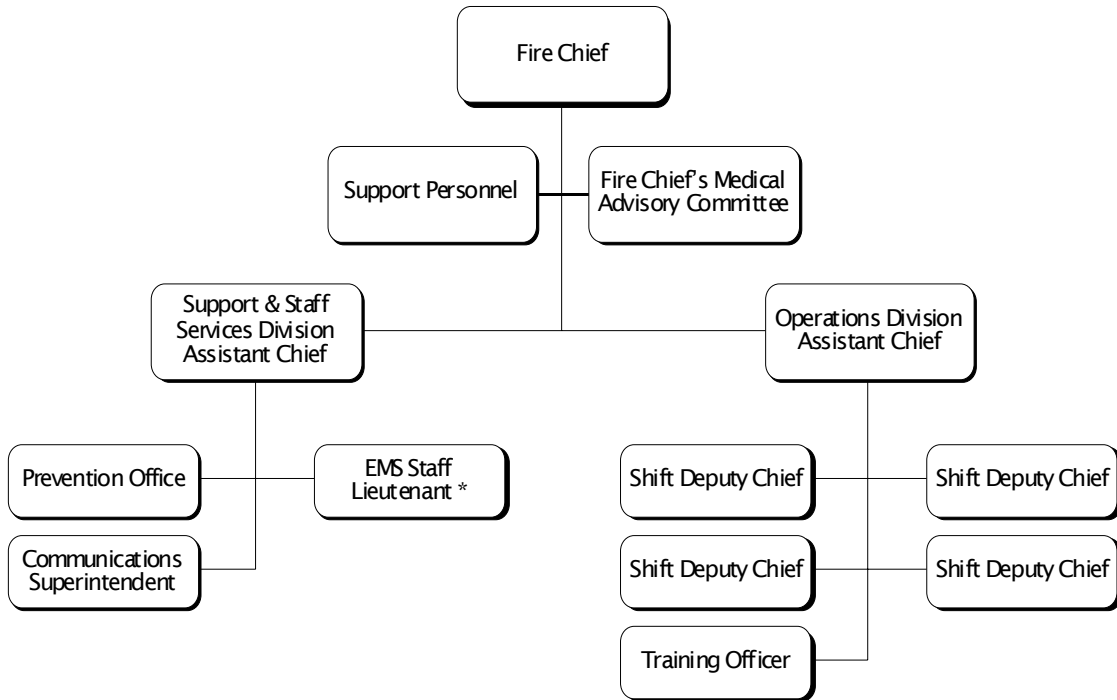 Fire Chief
Support Personnel
Fire Chief's Medical
Advisory Committee
Support & Staff
Services Division
Assistant Chief
Operations Division
Assistant Chief
Prevention Office
EMS Staff
Lieutenant *
Shift Deputy Chief
Shift Deputy Chief
Communications
Superintendent
Shift Deputy Chief
Shift Deputy Chief
Training Officer